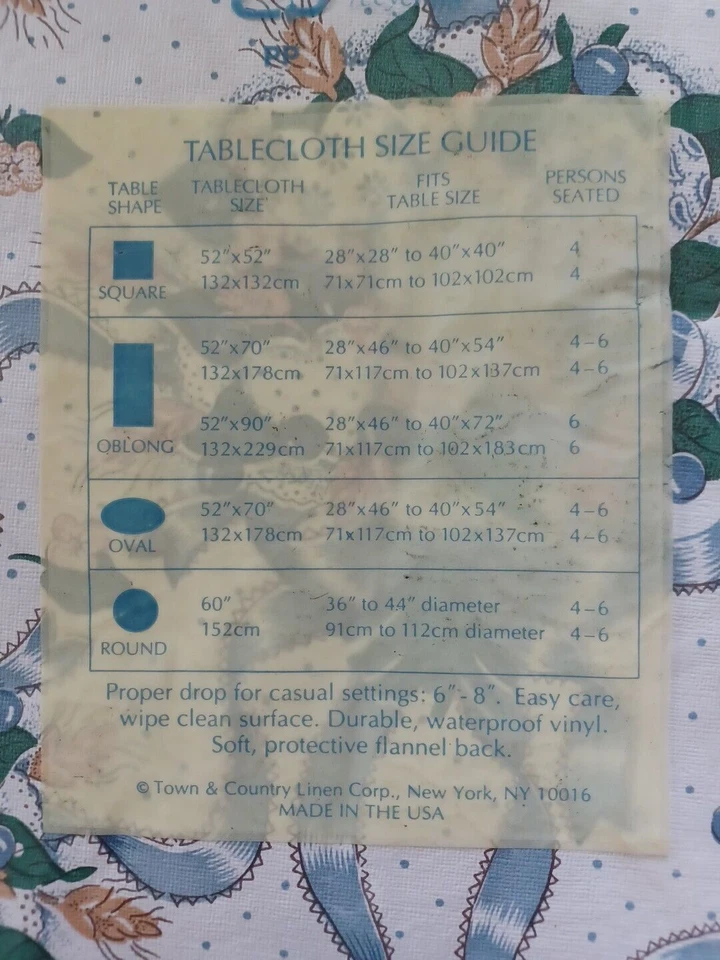 PP
TABLECLOTH SIZE GUIDE
TABLE SHAPE TABLECLOTH SIZE FITS TABLE SIZE PERSONS SEATED
SQUARE
52"x52" 28"x28" to 40"x40" 4
132x132cm 71x71cm to 102x102cm 4
OBLONG
52"x70" 28"x46" to 40"x54" 4-6
132x178cm 71x117cm to 102x137cm 4-6
52"x90" 28"x46" to 40"x72" 6
132x229cm 71x117cm to 102x183cm 6
OVAL
52"x70" 28"x46" to 40"x54" 4-6
132x178cm 71x117cm to 102x137cm 4-6
ROUND
60" 36" to 44" diameter 4-6
152cm 91cm to 112cm diameter 4-6
Proper drop for casual settings: 6"-8". Easy care,
wipe clean surface. Durable, waterproof vinyl.
Soft, protective flannel back.
© Town & Country Linen Corp., New York, NY 10016
MADE IN THE USA